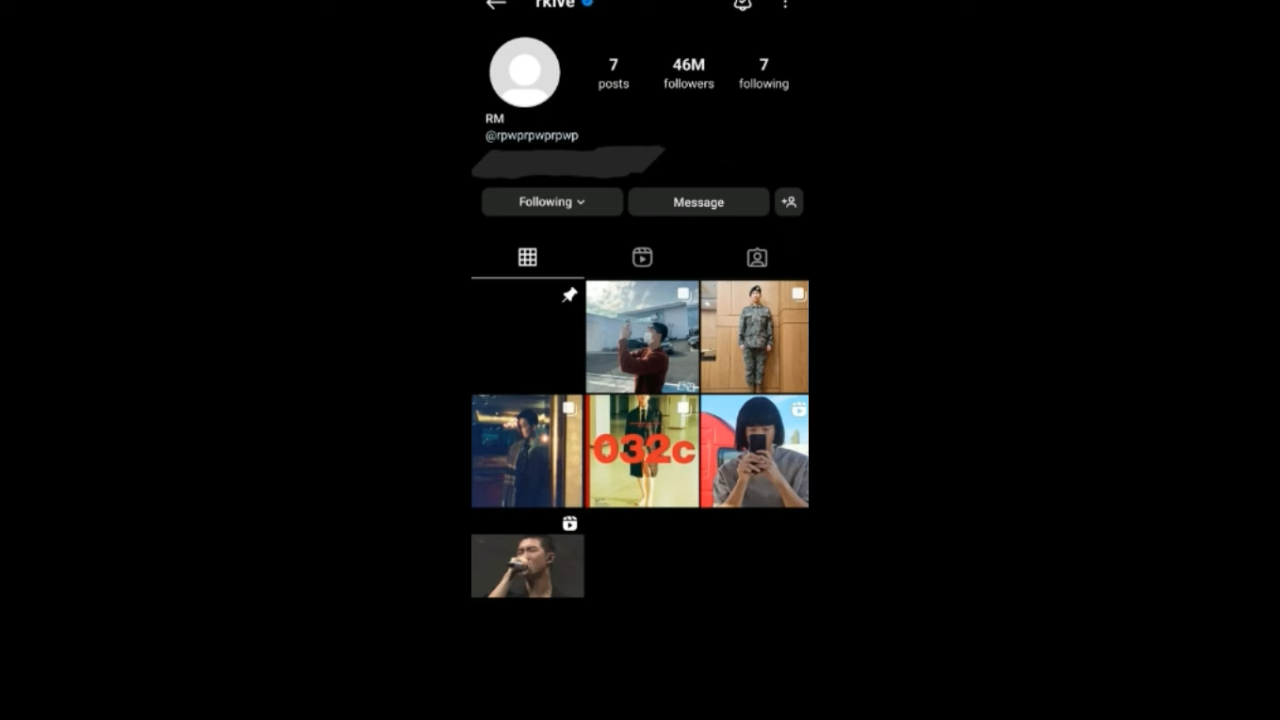 rkive
7 46M 7
posts followers following
RM
@rpwprpwprpwp
Following Message
032c